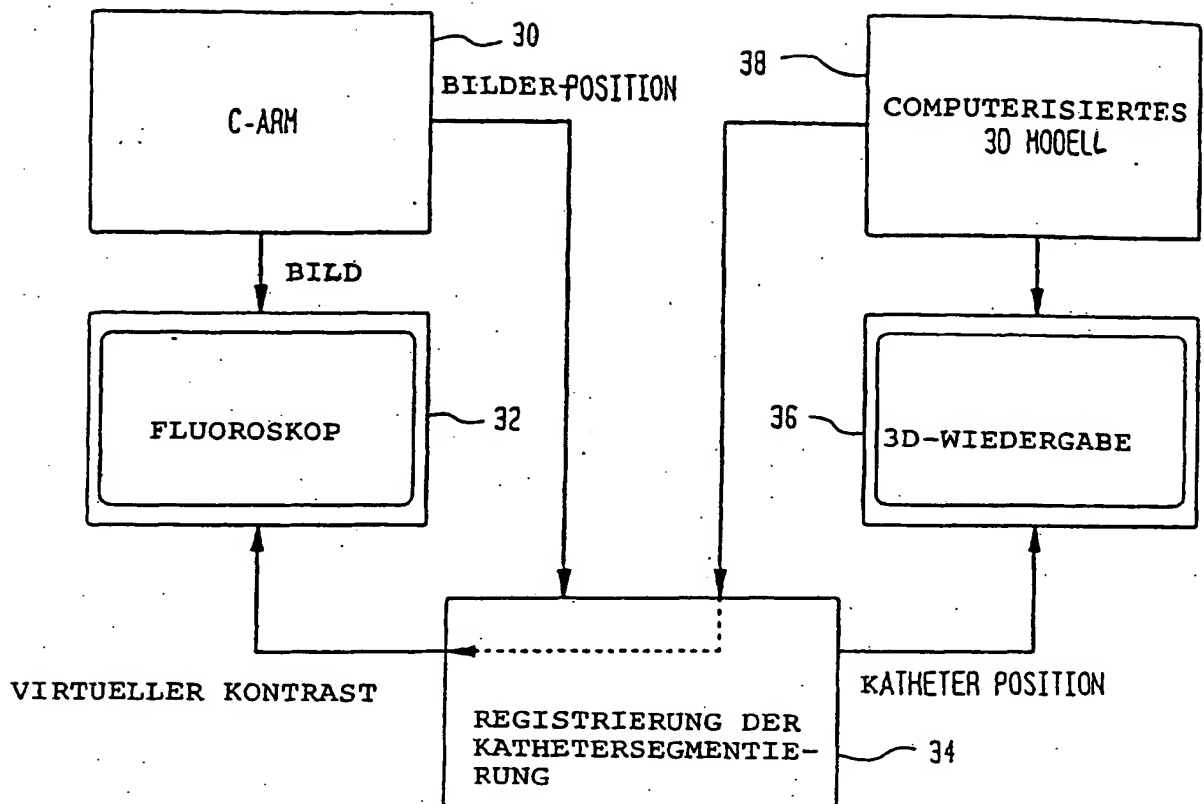 30
38
BILDER-POSITION
C-ARM
COMPUTERISIERTES
3D MODELL
BILD
FLUOROSKOP
32
36
3D-WIEDERGABE
VIRTUELLER KONTRAST
KATHETER POSITION
REGISTRIERUNG DER
KATHETERSEGMENTIE-
RUNG
34